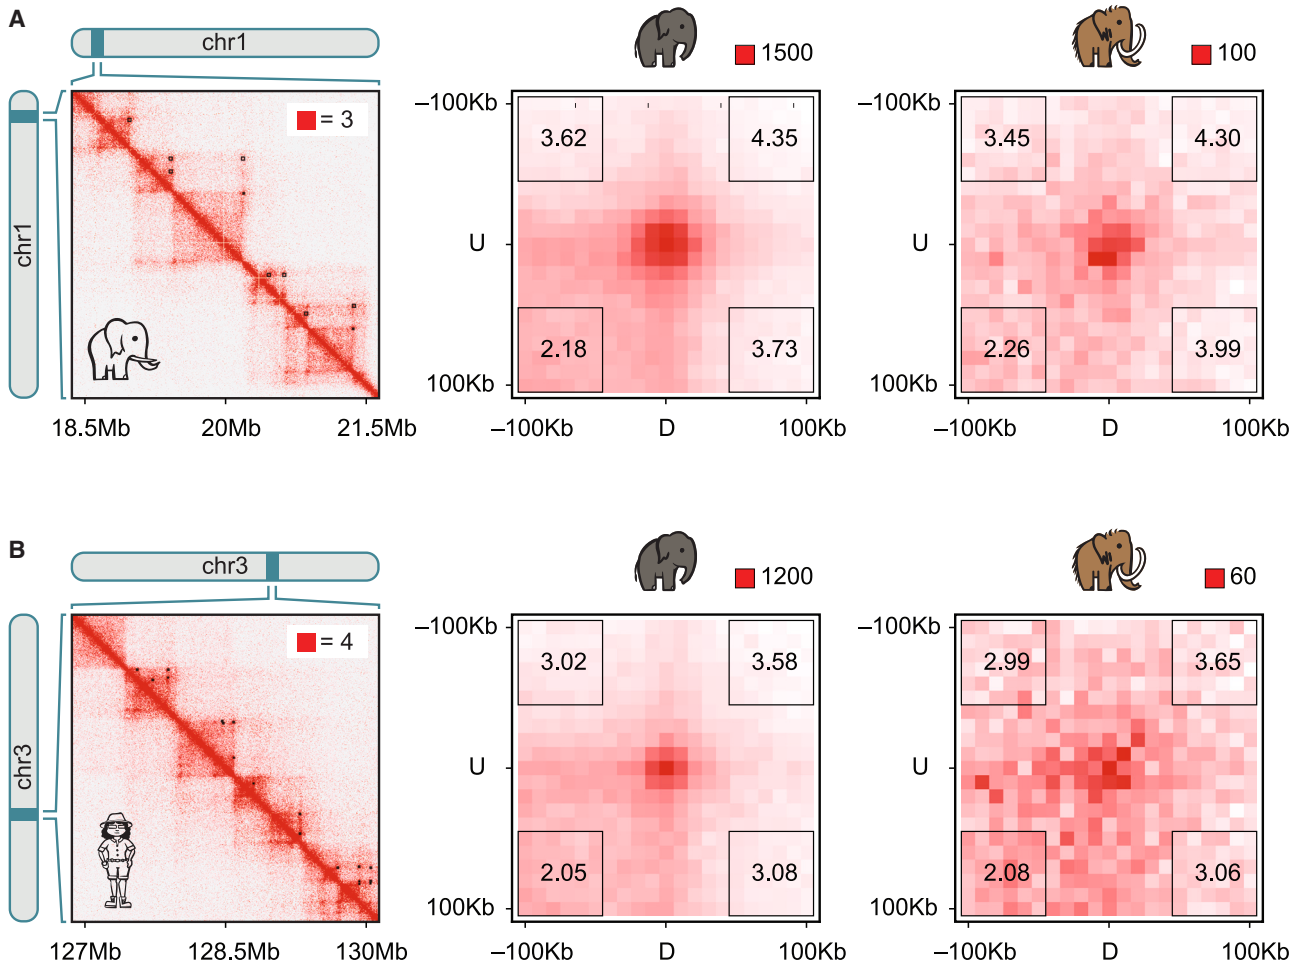 A
chr1
chr1
= 3
18.5Mb
20Mb
21.5Mb
1500
–100Kb
U
100Kb
3.62
4.35
2.18
3.73
–100Kb
D
100Kb
100
–100Kb
U
100Kb
3.45
4.30
2.26
3.99
–100Kb
D
100Kb
B
chr3
chr3
= 4
127Mb
128.5Mb
130Mb
1200
–100Kb
U
100Kb
3.02
3.58
2.05
3.08
–100Kb
D
100Kb
60
–100Kb
U
100Kb
2.99
3.65
2.08
3.06
–100Kb
D
100Kb